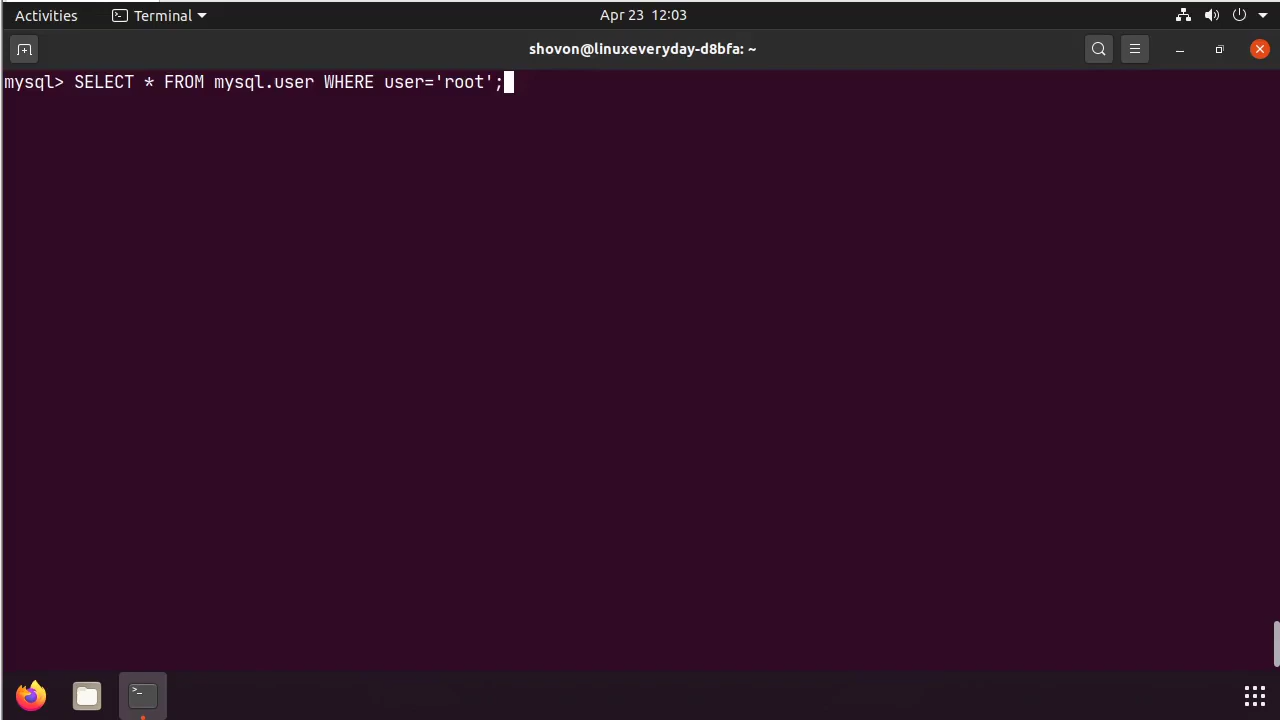 Activities
Terminal
Apr 23 12:03
shovon@linuxeveryday-d8bfa: ~
mysql> SELECT * FROM mysql.user WHERE user='root';